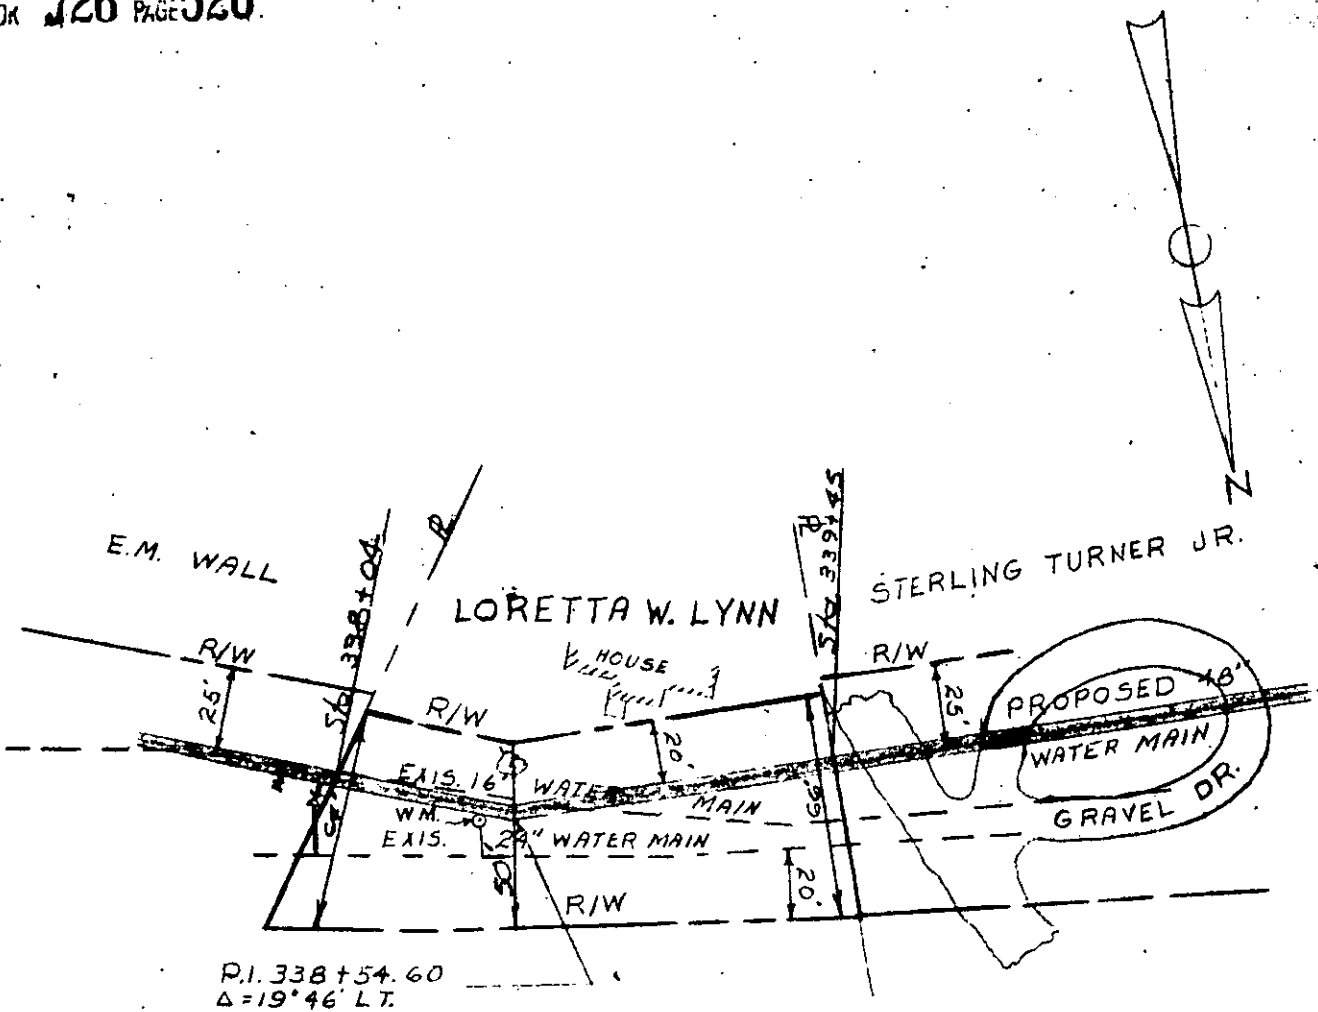 PAGE 520.
N
E.M. WALL
STA 338+04
LORETTA W. LYNN
STA 339+45
STERLING TURNER JR.
HOUSE
R/W
R/W
R/W
25'
20'
25'
PROPOSED 48"
WATER MAIN
EXIS. 16" WATER MAIN
W.M.
EXIS. 24" WATER MAIN
GRAVEL DR.
66'
50'
20'
R/W
P.I. 338+54.60
Δ=19°46' LT.